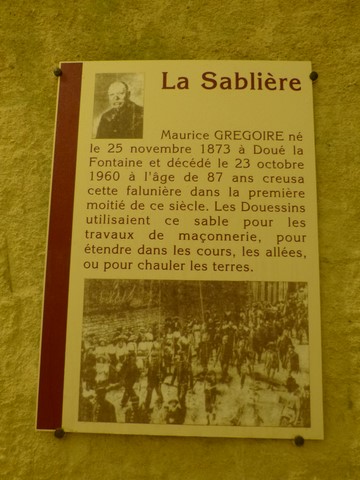 La Sablière
Maurice GREGOIRE né
le 25 novembre 1873 à Doué la
Fontaine et décédé le 23 octobre
1960 à l'âge de 87 ans creusa
cette falunière dans la première
moitié de ce siècle. Les Douessins
utilisaient ce sable pour les
travaux de maçonnerie, pour
étendre dans les cours, les allées,
ou pour chauler les terres.